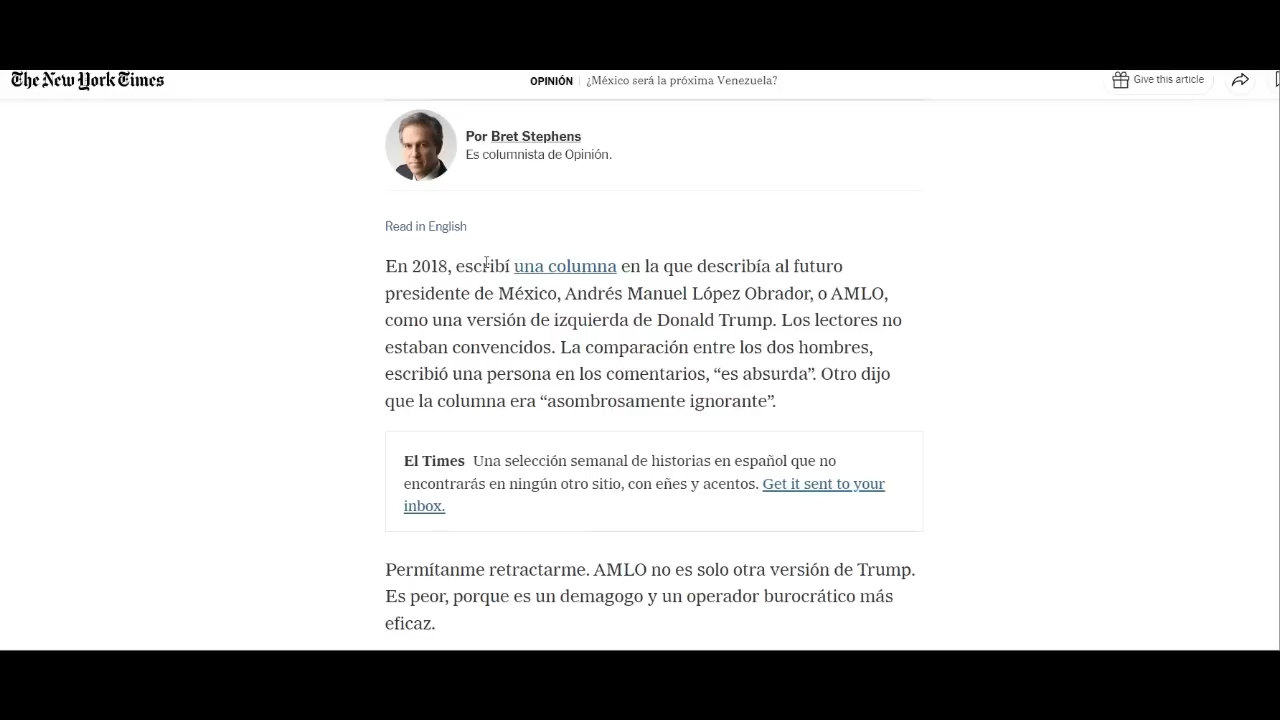 The New York Times
OPINIÓN ¿México será la próxima Venezuela?
Give this article
Por Bret Stephens
Es columnista de Opinión.
Read in English
En 2018, escribí una columna en la que describía al futuro
presidente de México, Andrés Manuel López Obrador, o AMLO,
como una versión de izquierda de Donald Trump. Los lectores no
estaban convencidos. La comparación entre los dos hombres,
escribió una persona en los comentarios, “es absurda”. Otro dijo
que la columna era “asombrosamente ignorante”.
El Times Una selección semanal de historias en español que no
encontrarás en ningún otro sitio, con eñes y acentos. Get it sent to your
inbox.
Permítanme retractarme. AMLO no es solo otra versión de Trump.
Es peor, porque es un demagogo y un operador burocrático más
eficaz.